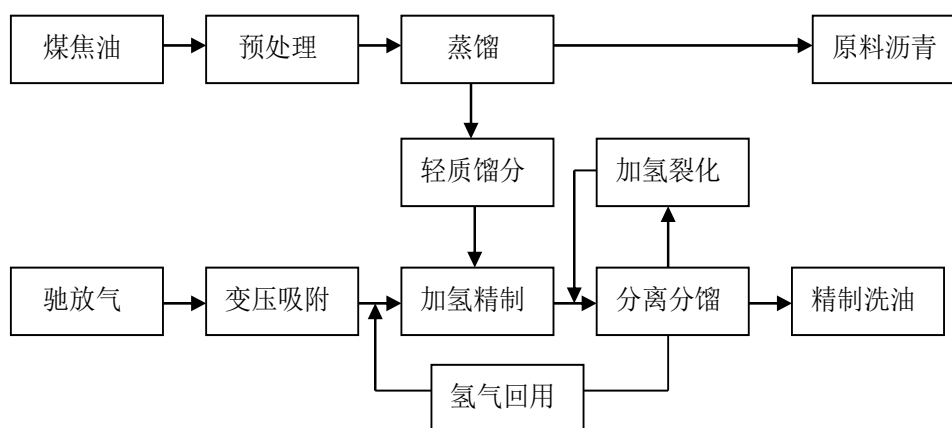 煤焦油
预处理
蒸馏
原料沥青
轻质馏分
加氢裂化
驰放气
变压吸附
加氢精制
分离分馏
精制洗油
氢气回用